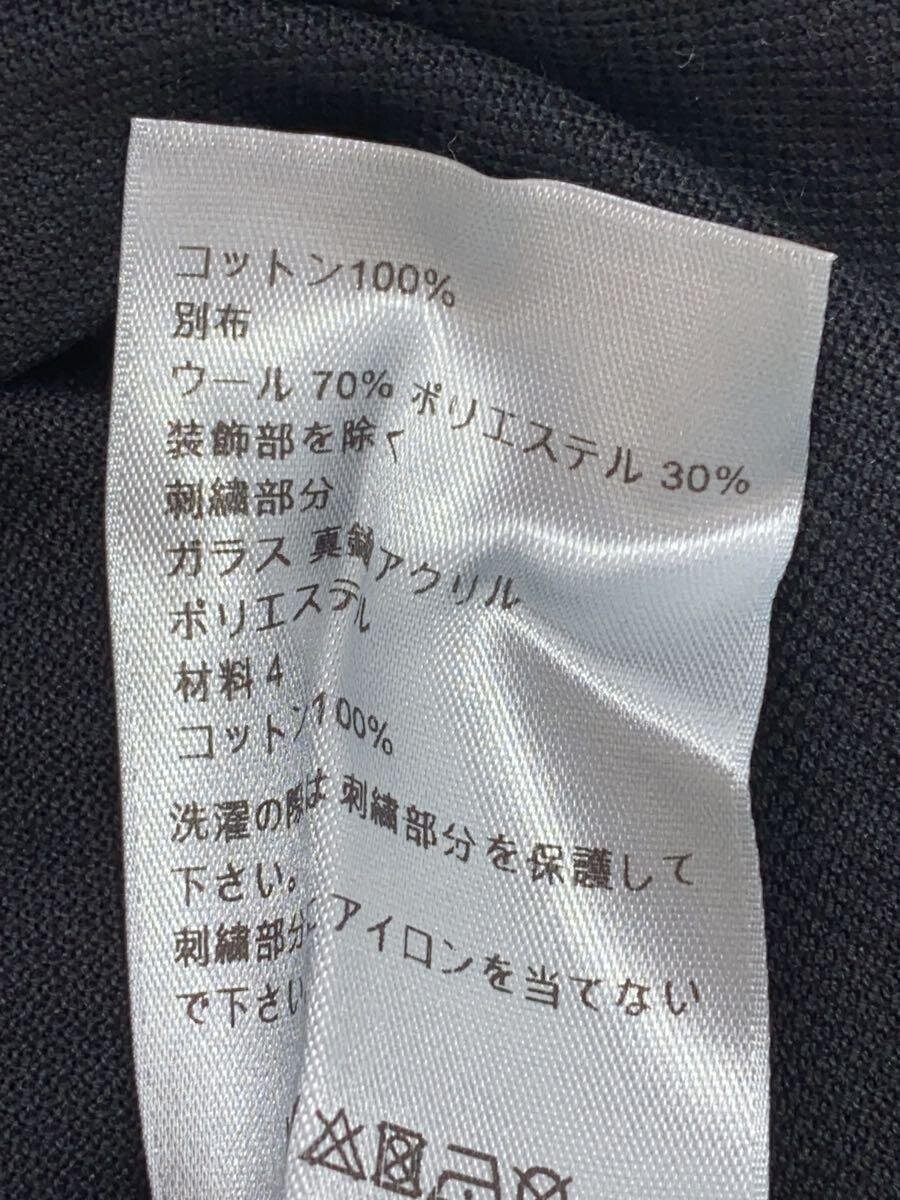 コットン100%
別布
ウール 70% ポリエステル 30%
装飾部を除く
刺繍部分
ガラス 真鍮アクリル
ポリエステル
材料4
コットン100%
洗濯の際は 刺繍部分を保護して
下さい。
刺繍部分に アイロンを当てない
で下さい